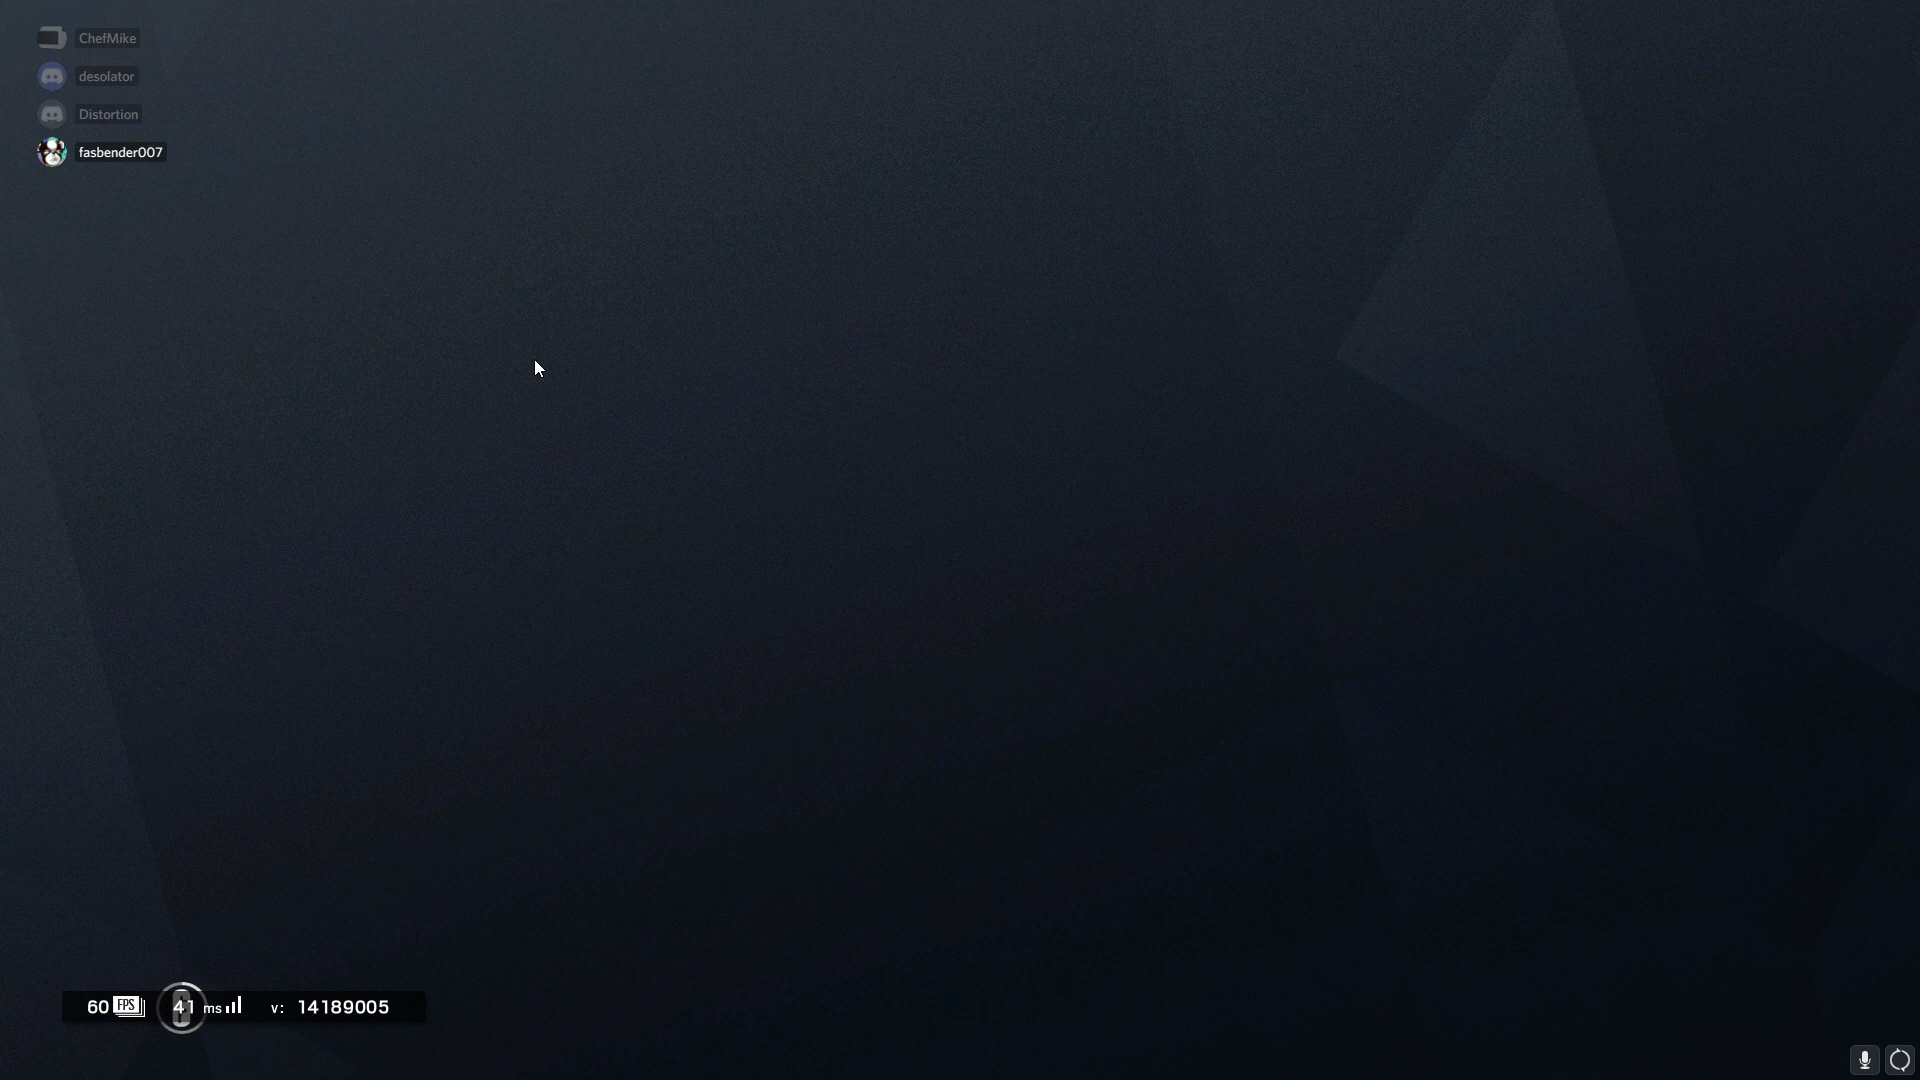 ChefMike
desolator
Distortion
fasbender007
60 FPS 41 ms v: 14189005